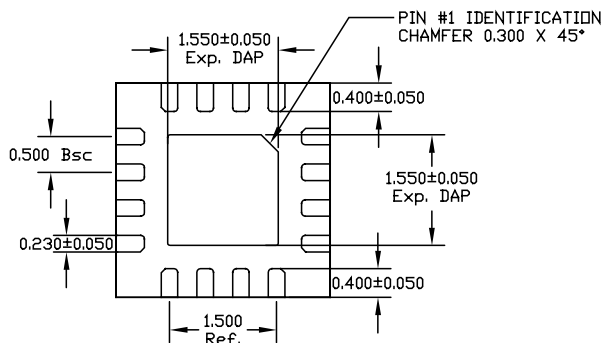 PIN #1 IDENTIFICATION
CHAMFER 0.300 X 45°
1.550±0.050
Exp. DAP
0.400±0.050
0.500 Bsc
1.550±0.050
Exp. DAP
0.230±0.050
0.400±0.050
1.500
Ref.